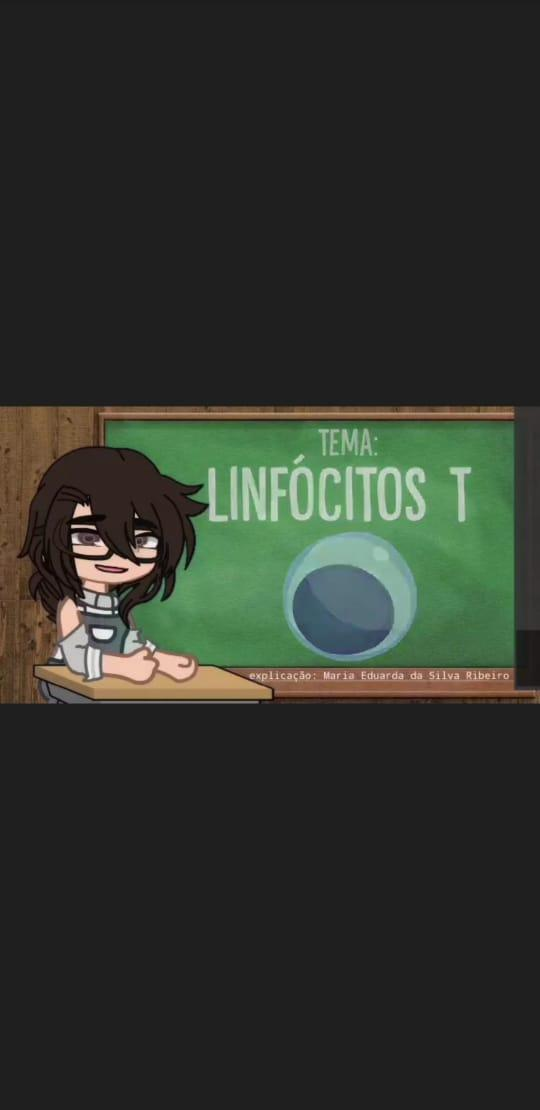 TEMA:
LINFÓCITOS T
explicação: Maria Eduarda da Silva Ribeiro